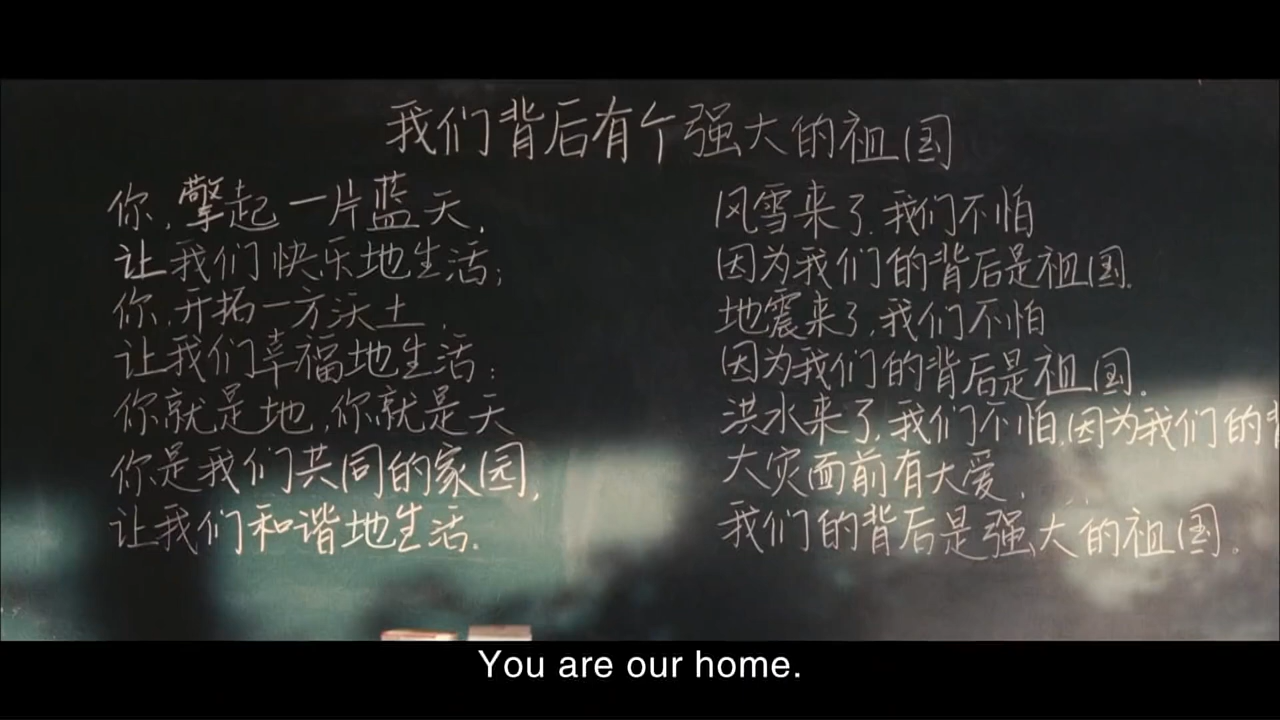 我们背后有个强大的祖国
你,擎起一片蓝天,
让我们快乐地生活;
你,开拓一方沃土,
让我们幸福地生活;
你就是地,你就是天
你是我们共同的家园,
让我们和谐地生活.
风雪来了,我们不怕
因为我们的背后是祖国.
地震来了,我们不怕
因为我们的背后是祖国.
洪水来了,我们不怕,因为我们的
大灾面前有大爱,
我们的背后是强大的祖国.
You are our home.